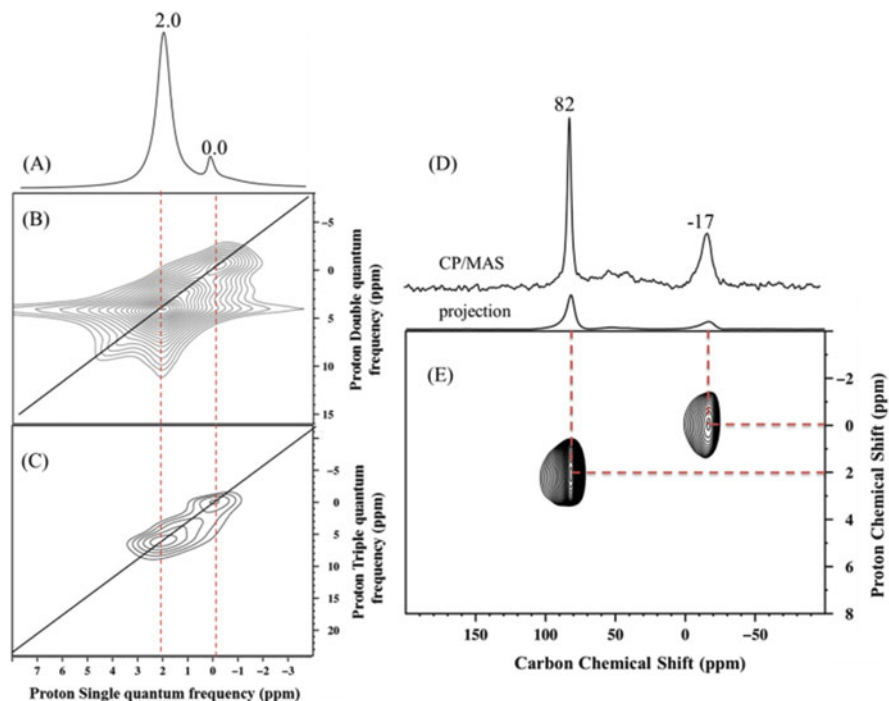 2.0
0.0
(A)
(B)
-5
0
5
10
15
Proton Double quantum
frequency (ppm)
(C)
-5
0
5
10
15
20
Proton Triple quantum
frequency (ppm)
7 6 5 4 3 2 1 0 -1 -2 -3
Proton Single quantum frequency (ppm)
82
(D)
-17
CP/MAS
projection
(E)
-2
0
2
4
6
8
Proton Chemical Shift (ppm)
150 100 50 0 -50
Carbon Chemical Shift (ppm)